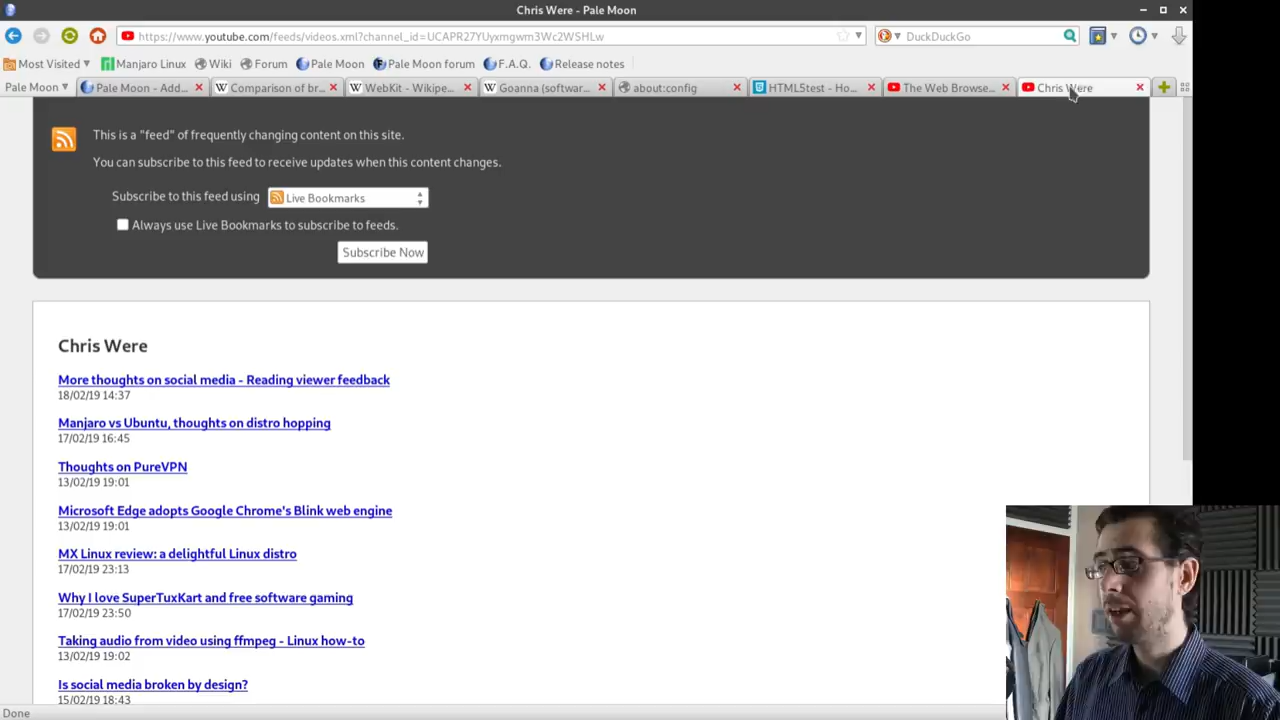 Chris Were - Pale Moon
https://www.youtube.com/feeds/videos.xml?channel_id=UCAPR27YUyxmgwm3Wc2WSHLw
DuckDuckGo
Most Visited Manjaro Linux Wiki Forum Pale Moon Pale Moon forum F.A.Q. Release notes
Pale Moon Pale Moon - Add... Comparison of br... WebKit - Wikipe... Goanna (softwar... about:config HTML5test - Ho... The Web Browse... Chris Were
This is a "feed" of frequently changing content on this site.
You can subscribe to this feed to receive updates when this content changes.
Subscribe to this feed using Live Bookmarks
Always use Live Bookmarks to subscribe to feeds.
Subscribe Now
Chris Were
More thoughts on social media - Reading viewer feedback
18/02/19 14:37
Manjaro vs Ubuntu, thoughts on distro hopping
17/02/19 16:45
Thoughts on PureVPN
13/02/19 19:01
Microsoft Edge adopts Google Chrome's Blink web engine
13/02/19 19:01
MX Linux review: a delightful Linux distro
17/02/19 23:13
Why I love SuperTuxKart and free software gaming
17/02/19 23:50
Taking audio from video using ffmpeg - Linux how-to
13/02/19 19:02
Is social media broken by design?
15/02/19 18:43
Done